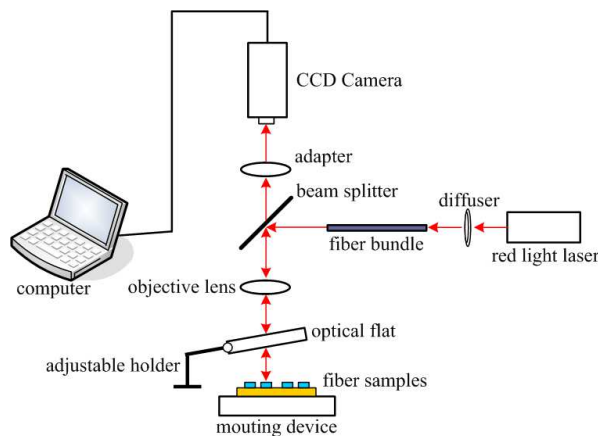 CCD Camera
adapter
beam splitter
diffuser
fiber bundle
red light laser
computer
objective lens
optical flat
adjustable holder
fiber samples
mouting device